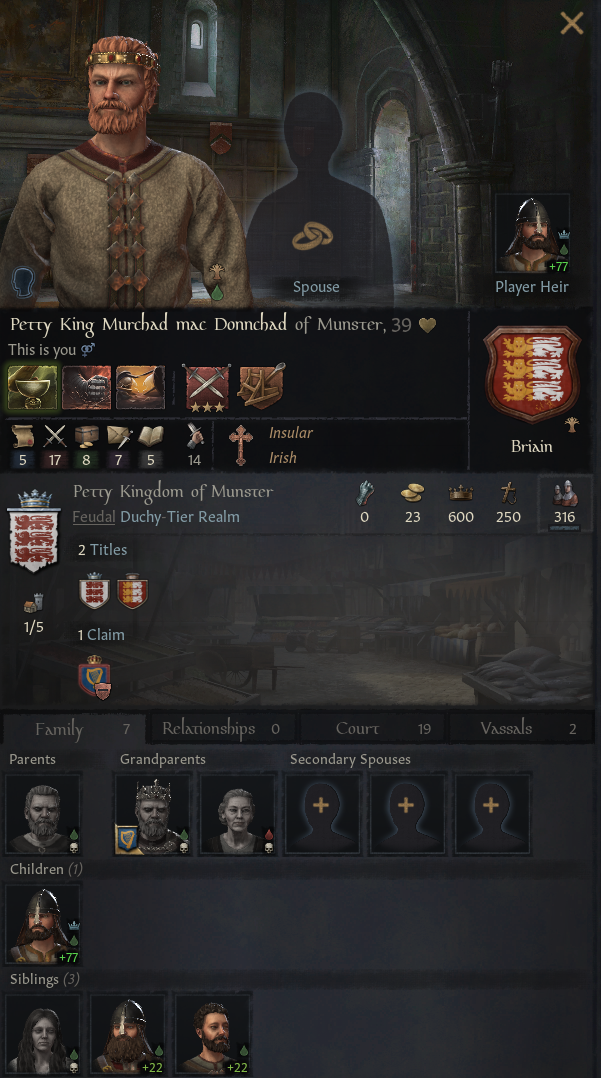 +77
Spouse
Player Heir
Petty King Murchad mac Donnchad of Munster, 39
This is you
Briain
5 17 8 7 5 14
Insular
Irish
Petty Kingdom of Munster
Feudal Duchy-Tier Realm
0 23 600 250 316
2 Titles
1/5
1 Claim
Family 7
Relationships 0
Court 19
Vassals 2
Parents
Grandparents
Secondary Spouses
Children (1)
+77
Siblings (3)
+22
+22